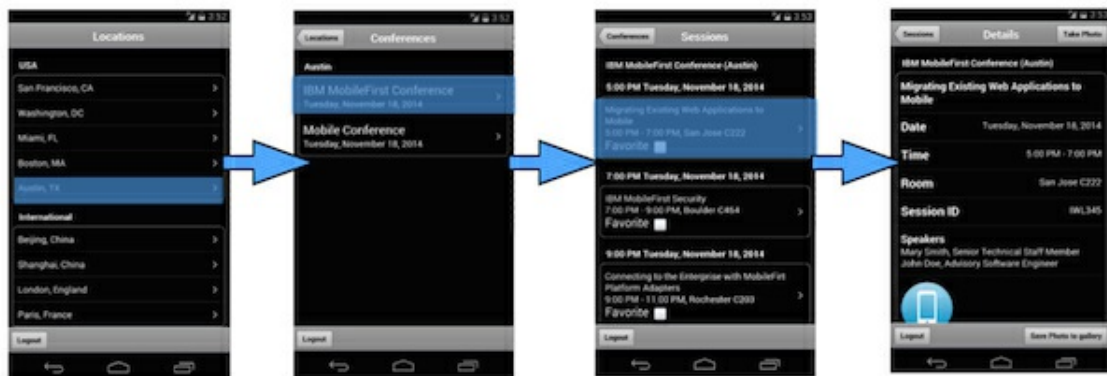 3:52
Locations
USA
San Francisco, CA
Washington, DC
Miami, FL
Boston, MA
Austin, TX
International
Beijing, China
Shanghai, China
London, England
Paris, France
Logout
3:52
Locations
Conferences
Austin
IBM MobileFirst Conference
Tuesday, November 18, 2014
Mobile Conference
Tuesday, November 18, 2014
Logout
3:53
Conferences
Sessions
IBM MobileFirst Conference (Austin)
5:00 PM Tuesday, November 18, 2014
Migrating Existing Web Applications to
Mobile
5:00 PM - 7:00 PM, San Jose C222
Favorite
7:00 PM Tuesday, November 18, 2014
IBM MobileFirst Security
7:00 PM - 9:00 PM, Boulder C454
Favorite
9:00 PM Tuesday, November 18, 2014
Connecting to the Enterprise with MobileFirt
Platform Adapters
9:00 PM - 11:00 PM, Rochester C203
Favorite
Logout
Sessions
Details
Take Photo
IBM MobileFirst Conference (Austin)
Migrating Existing Web Applications to
Mobile
Date Tuesday, November 18, 2014
Time 5:00 PM - 7:00 PM
Room San Jose C222
Session ID IWL345
Speakers
Mary Smith, Senior Technical Staff Member
John Doe, Advisory Software Engineer
Logout
Save Photo to gallery